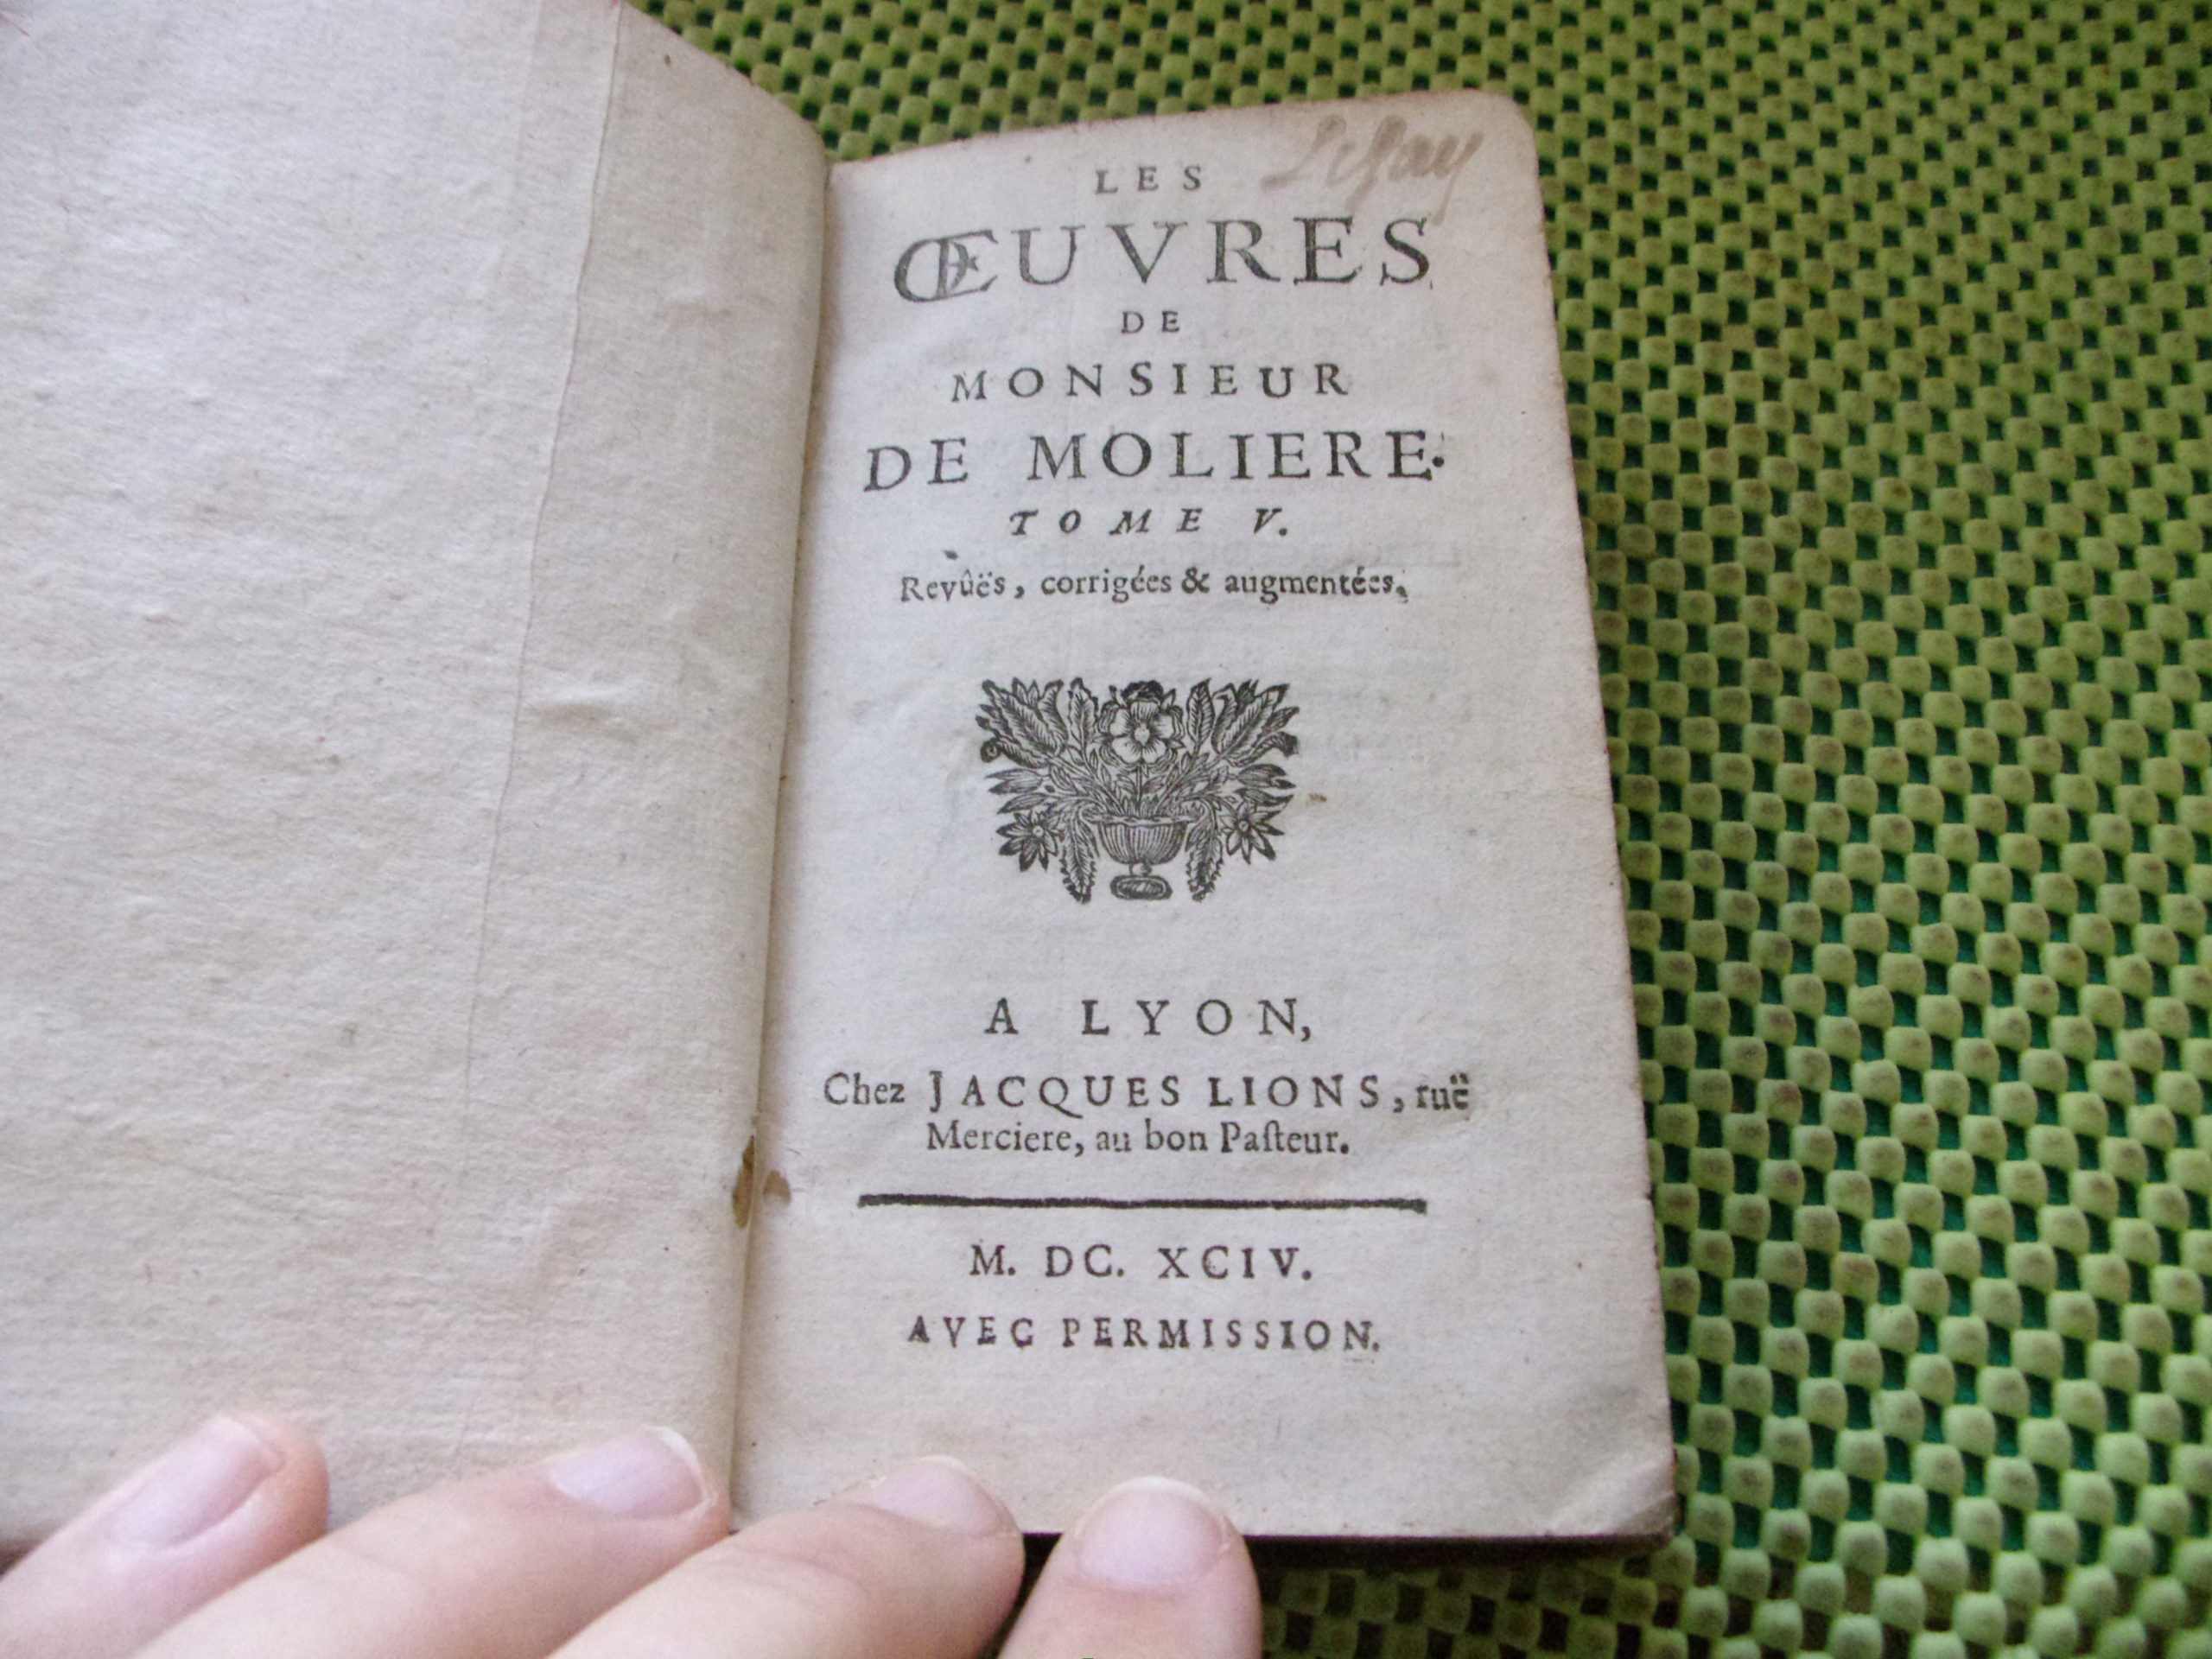 LES
ŒUVRES
DE
MONSIEUR
DE MOLIERE.
TOME V.
Revûës, corrigées & augmentées.
A LYON,
Chez JACQUES LIONS, ruë
Merciere, au bon Paſteur.
M. DC. XCIV.
AVEC PERMISSION.